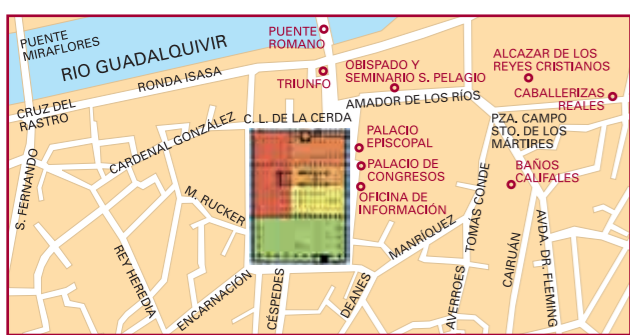 PUENTE
MIRAFLORES
RIO GUADALQUIVIR
PUENTE
ROMANO
TRIUNFO
RONDA ISASA
OBISPADO Y
SEMINARIO S. PELAGIO
ALCAZAR DE LOS
REYES CRISTIANOS
CABALLERIZAS
REALES
AMADOR DE LOS RÍOS
CRUZ DEL
RASTRO
C. L. DE LA CERDA
PZA. CAMPO
STO. DE LOS
MÁRTIRES
CARDENAL GONZÁLEZ
PALACIO
EPISCOPAL
PALACIO DE
CONGRESOS
OFICINA DE
INFORMACIÓN
BAÑOS
CALIFALES
S. FERNANDO
M. RUCKER
REY HEREDIA
ENCARNACIÓN
CÉSPEDES
DEANES
MANRÍQUEZ
TOMÁS CONDE
AVERROES
CAIRUÁN
AVDA. DR. FLEMING